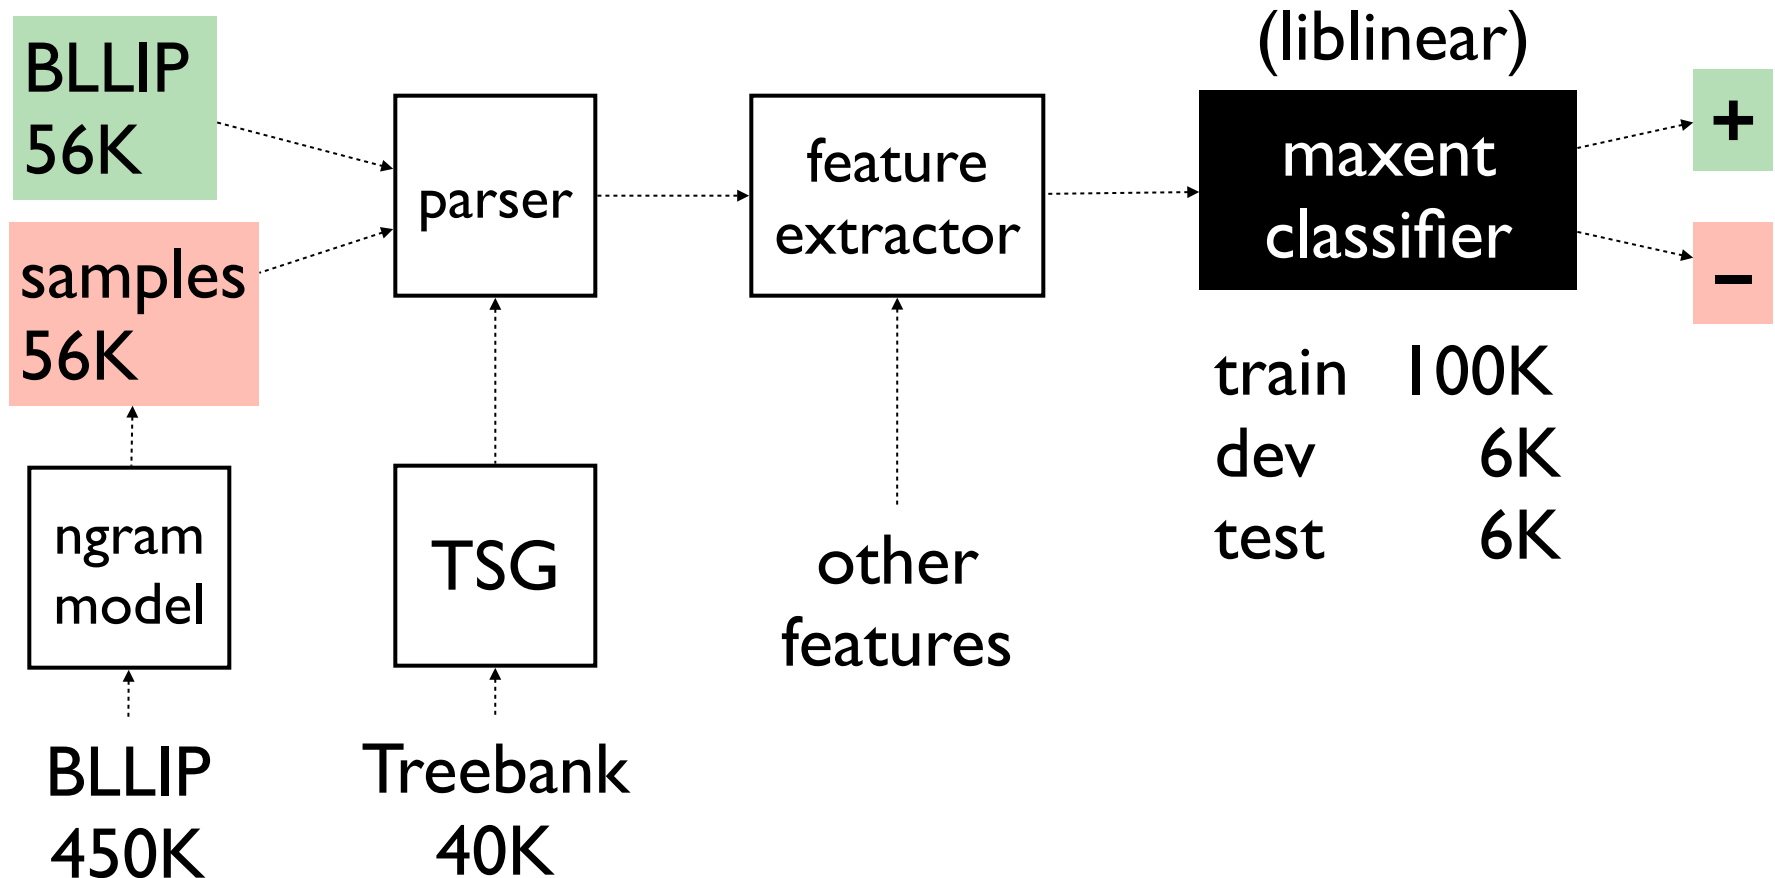 BLLIP
56K
samples
56K
ngram
model
BLLIP
450K
parser
TSG
Treebank
40K
feature
extractor
other
features
(liblinear)
maxent
classifier
train 100K
dev 6K
test 6K
+
–